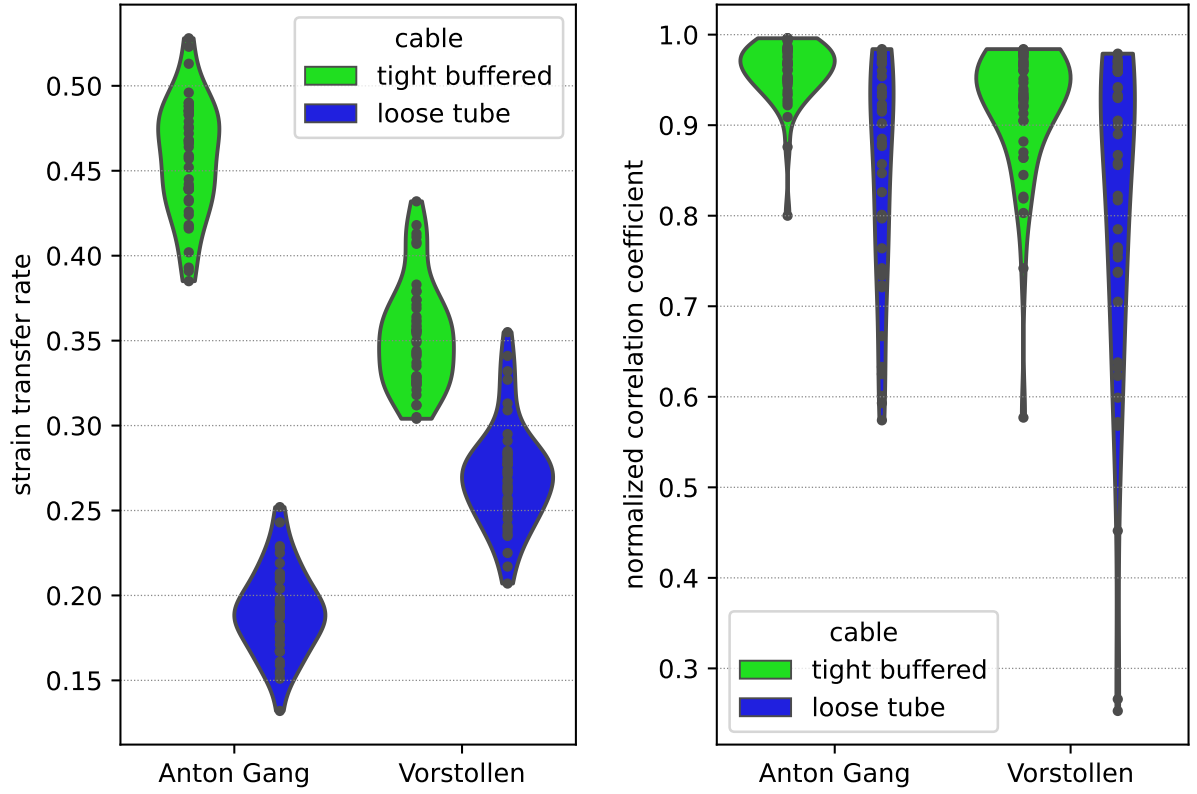 strain transfer rate
0.50
0.45
0.40
0.35
0.30
0.25
0.20
0.15
cable
tight buffered
loose tube
Anton Gang
Vorstollen
normalized correlation coefficient
1.0
0.9
0.8
0.7
0.6
0.5
0.4
0.3
cable
tight buffered
loose tube
Anton Gang
Vorstollen